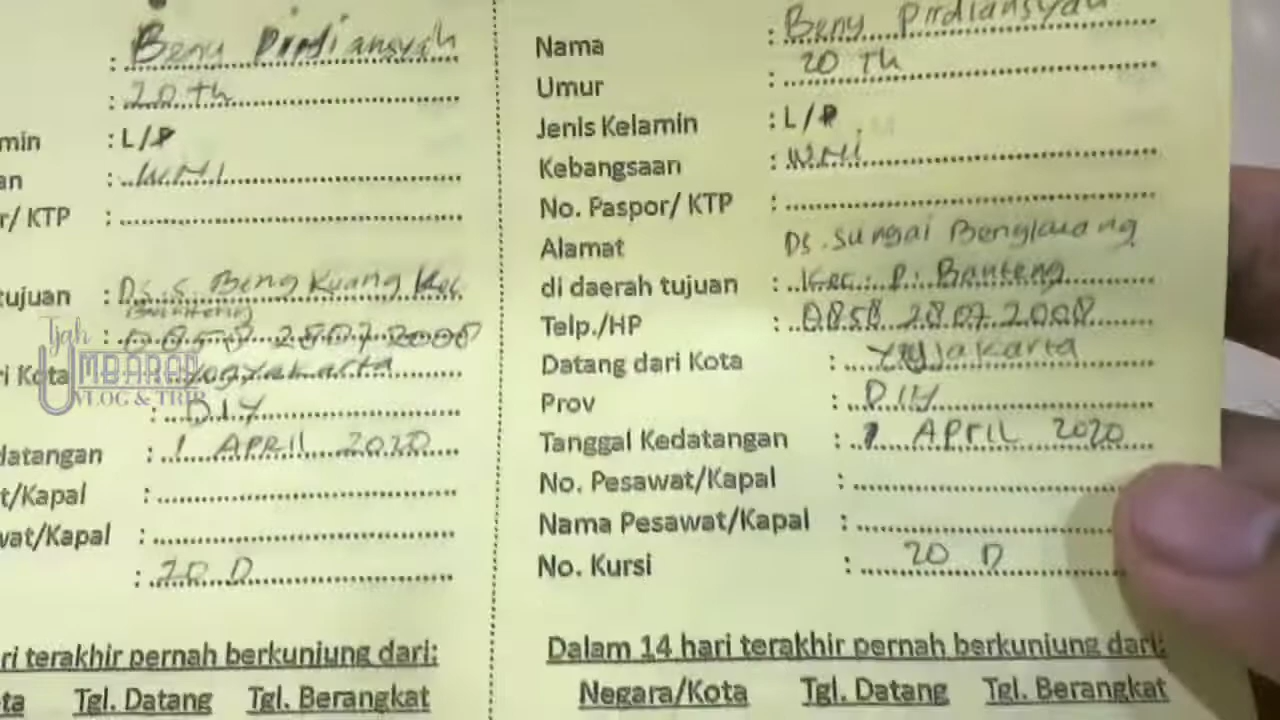 : Beny Pirdiansyah
: 20 Th
min : L/P
an : WNI
r/ KTP :
tujuan : Ds. S. Beng Kuang Kec.
Banteng
: 0858 2807 2008
ri Kota : Yogyakarta
: DIY
datangan : 1 APRIL 2020
t/Kapal :
wat/Kapal :
: 20 D
ri terakhir pernah berkunjung dari:
ta Tgl. Datang Tgl. Berangkat
Nama : Beny Pirdiansyah
Umur : 20 Th
Jenis Kelamin : L/P
Kebangsaan : WNI
No. Paspor/ KTP :
Alamat Ds. Sungai
di daerah tujuan : Kec. P. Banteng
Telp./HP : 0858 2807 2008
Datang dari Kota : Yogyakarta
Prov : DIY
Tanggal Kedatangan : 1 APRIL 2020
No. Pesawat/Kapal :
Nama Pesawat/Kapal :
No. Kursi : 20 D
Dalam 14 hari terakhir pernah berkunjung dari:
Negara/Kota Tgl. Datang Tgl. Berangkat
Tjah
UMBARAN
VLOG & TRIP